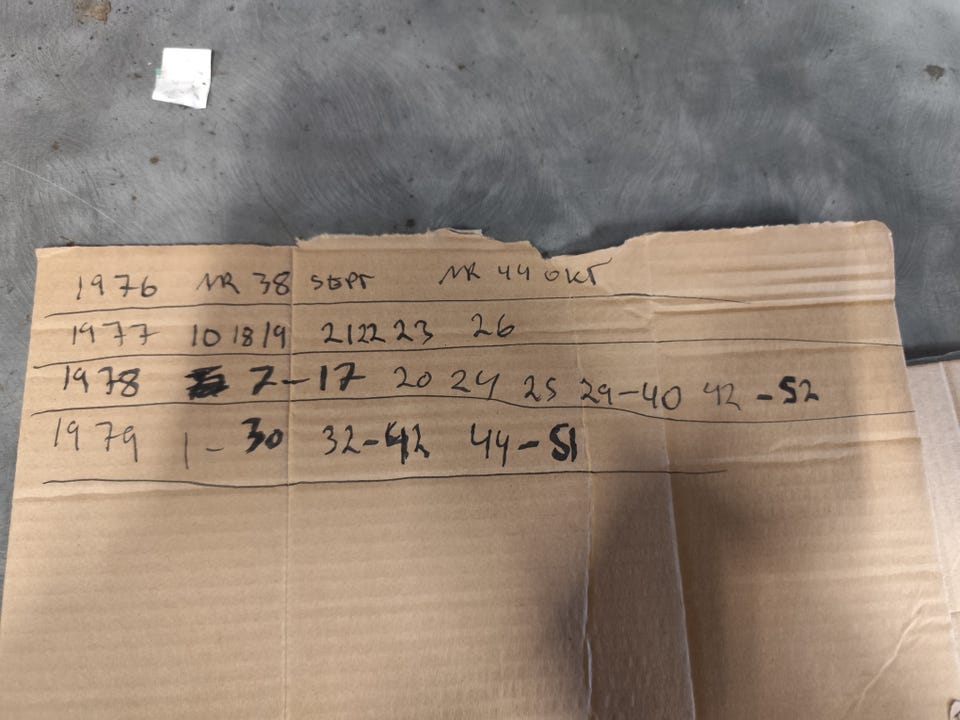 1976 NR 38 SEPT NR 44 OKT
1977 10 18 19 21 22 23 26
1978 7-17 20 24 25 29-40 42-52
1979 1-30 32-42 44-51